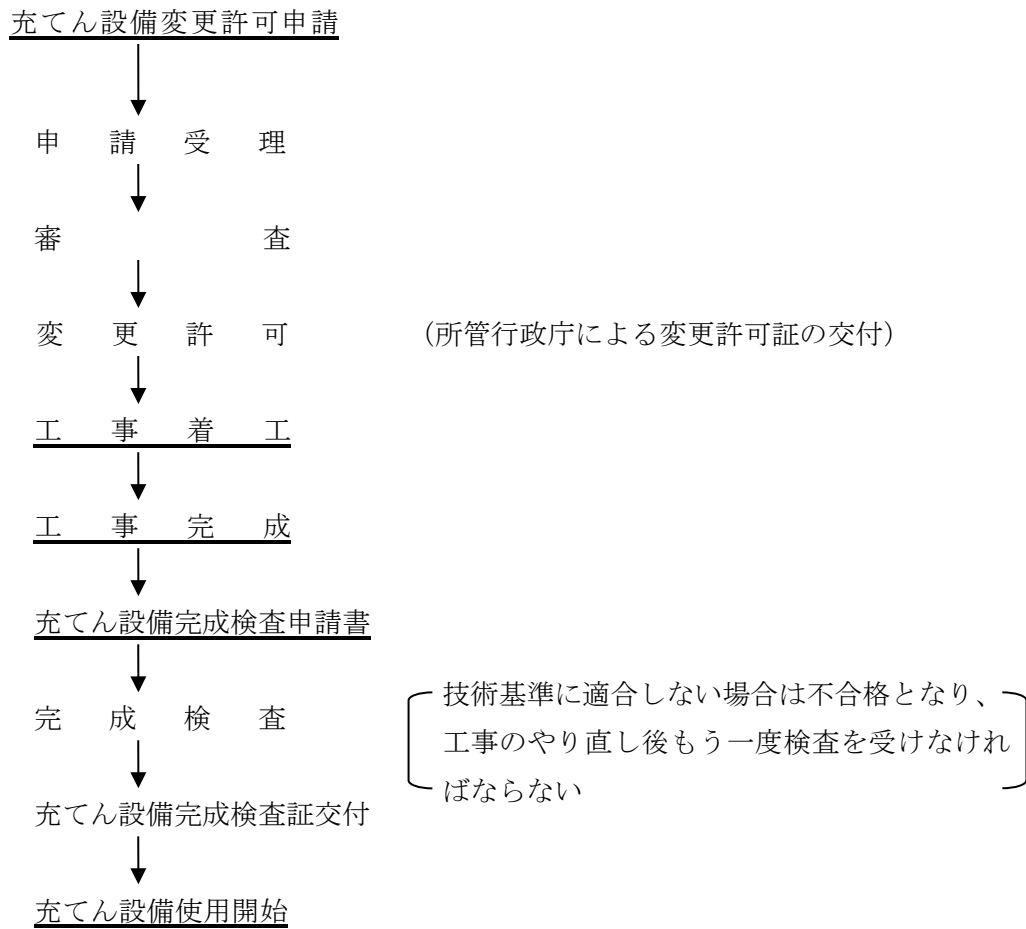 充てん設備変更許可申請
申請受理
審査
変更許可 (所管行政庁による変更許可証の交付)
工事着工
工事完成
充てん設備完成検査申請書
技術基準に適合しない場合は不合格となり、
完成検査 工事のやり直し後もう一度検査を受けなけれ
ばならない
充てん設備完成検査証交付
充てん設備使用開始